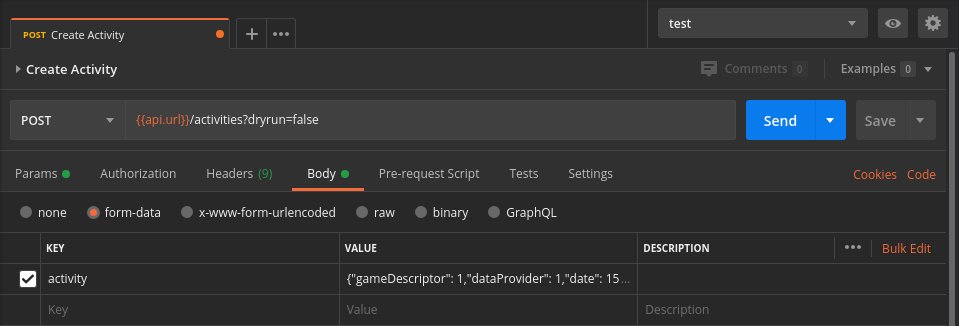 POST Create Activity
+ •••
test
Create Activity
Comments 0
Examples 0
POST
{{api.url}}/activities?dryrun=false
Send
Save
Params
Authorization
Headers (9)
Body
Pre-request Script
Tests
Settings
Cookies
Code
none
form-data
x-www-form-urlencoded
raw
binary
GraphQL
KEY
VALUE
DESCRIPTION
•••
Bulk Edit
activity
{"gameDescriptor": 1,"dataProvider": 1,"date": 15 ...
Key
Value
Description